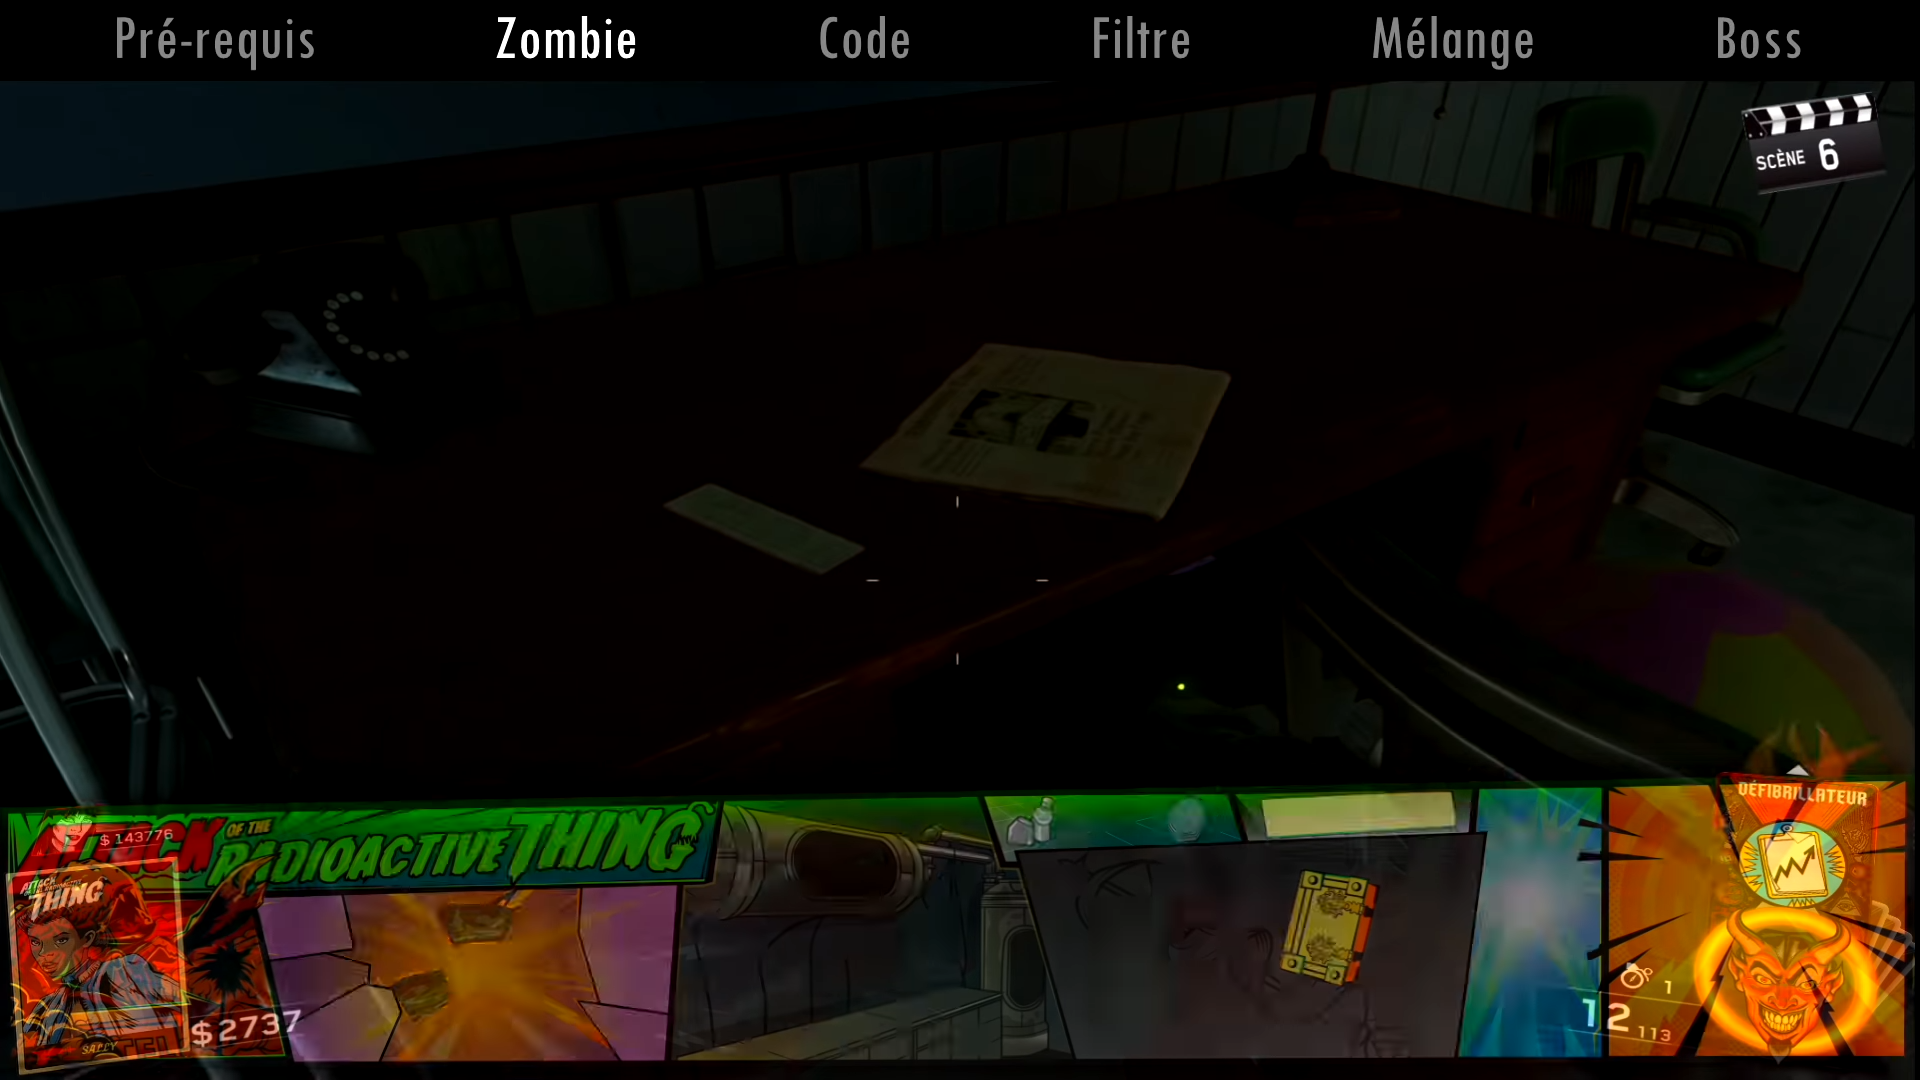 Pré-requis Zombie Code Filtre Mélange Boss
SCÈNE 6
DÉFIBRILLATEUR
ATTACK OF THE RADIOACTIVE THING
$ 143776
ATTACK
THING
SALLY
$2737
1
12 113